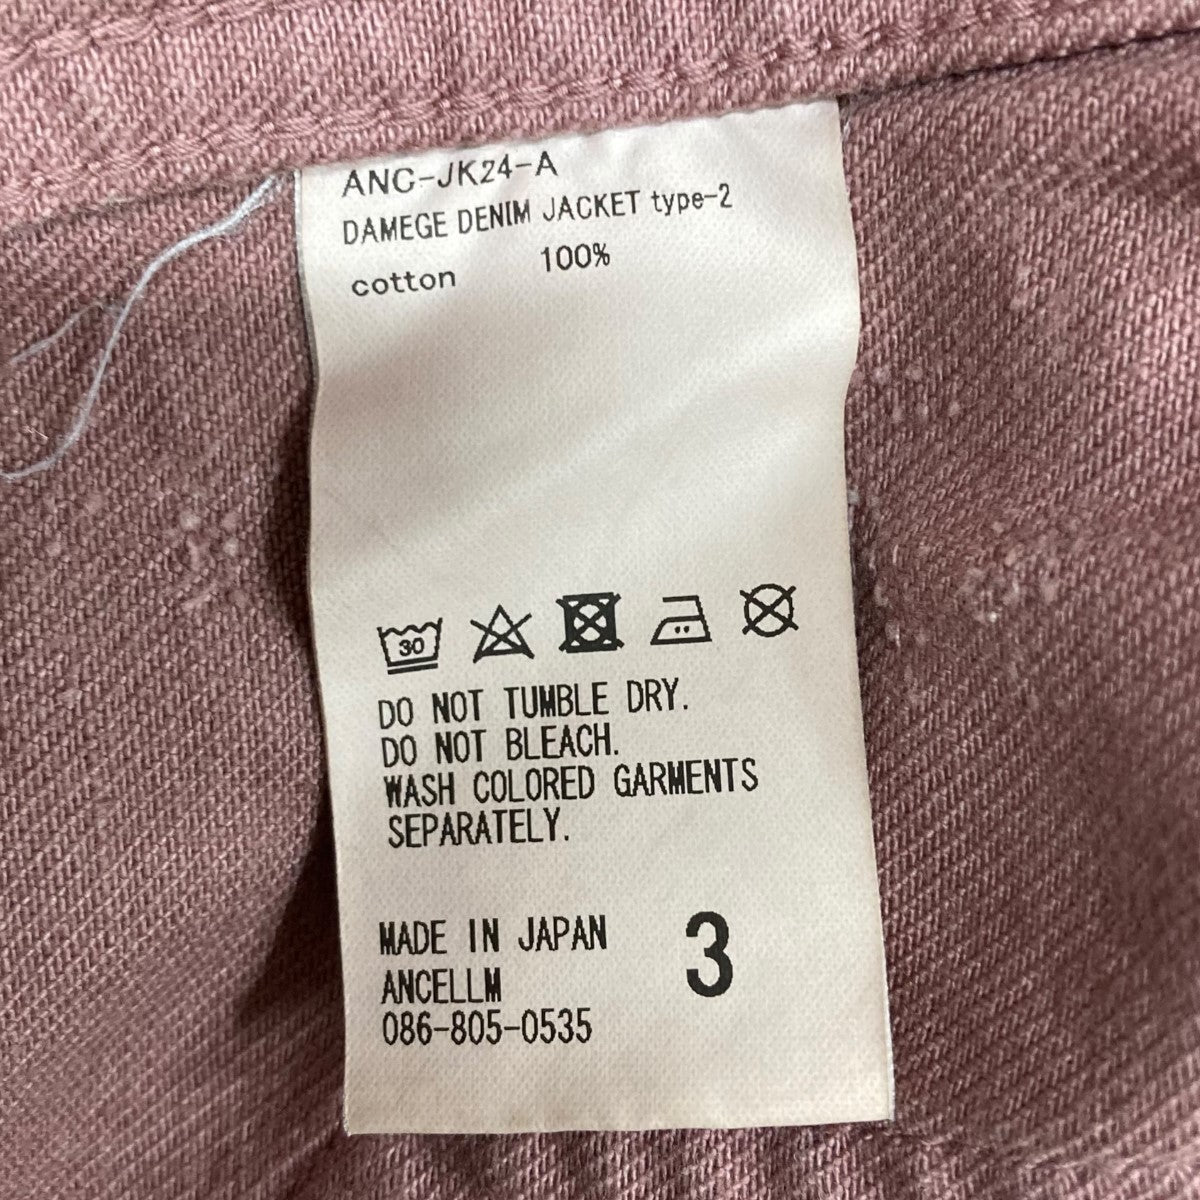 ANC-JK24-A
DAMEGE DENIM JACKET type-2
cotton 100%
30
DO NOT TUMBLE DRY.
DO NOT BLEACH.
WASH COLORED GARMENTS
SEPARATELY.
MADE IN JAPAN
ANCELLM
086-805-0535
3